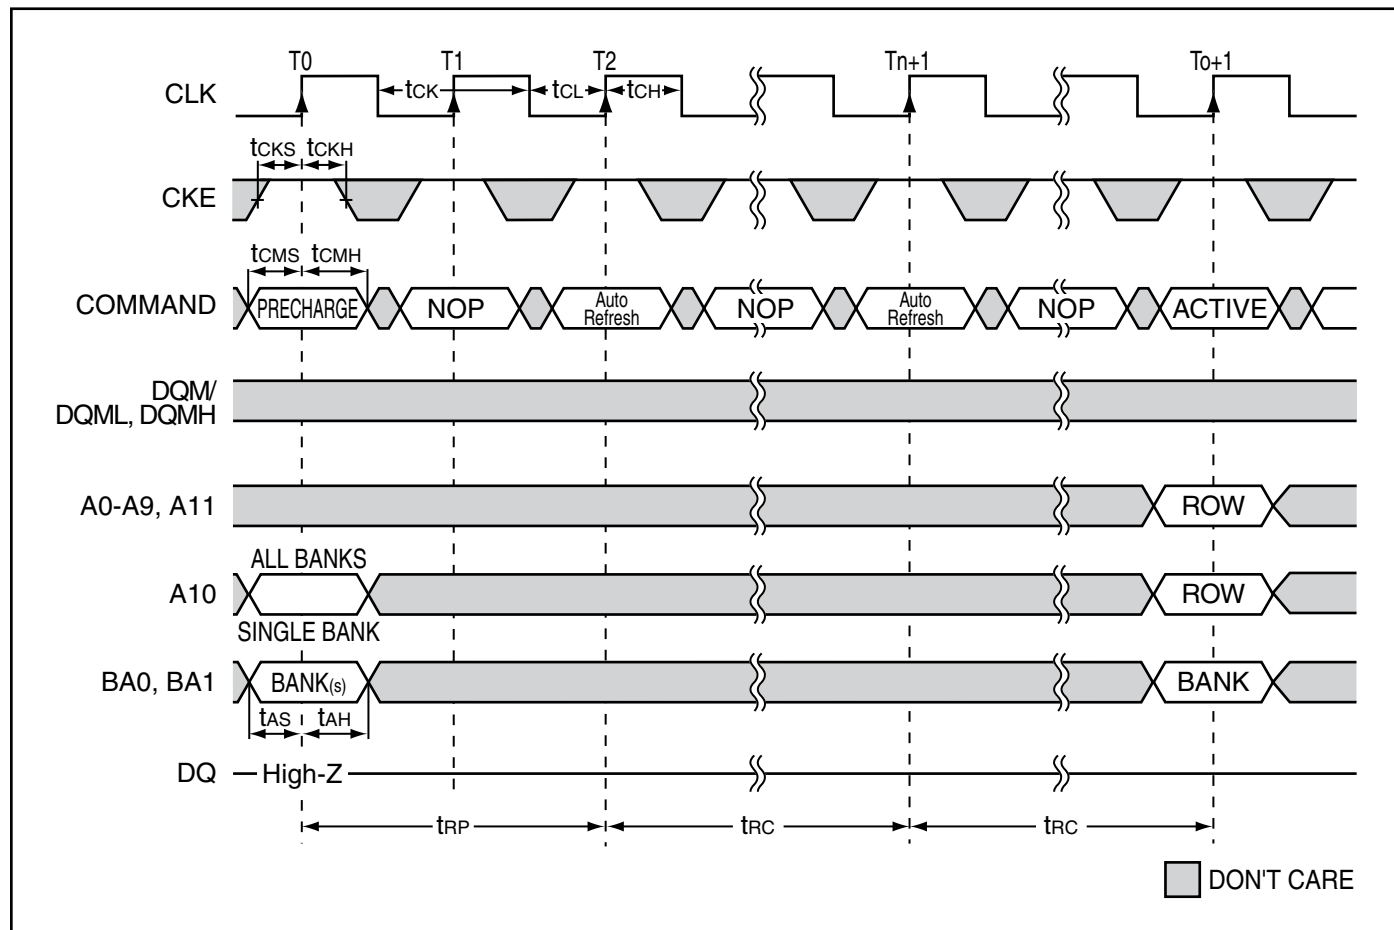 T0 T1 T2 Tn+1 To+1
CLK tCK tCL tCH
tCKS tCKH
CKE
tCMS tCMH
COMMAND PRECHARGE NOP Auto Refresh NOP Auto Refresh NOP ACTIVE
DQM/
DQML, DQMH
A0-A9, A11 ROW
ALL BANKS
A10 ROW
SINGLE BANK
BA0, BA1 BANK(s) BANK
tAS tAH
DQ High-Z
tRP tRC tRC
DON'T CARE